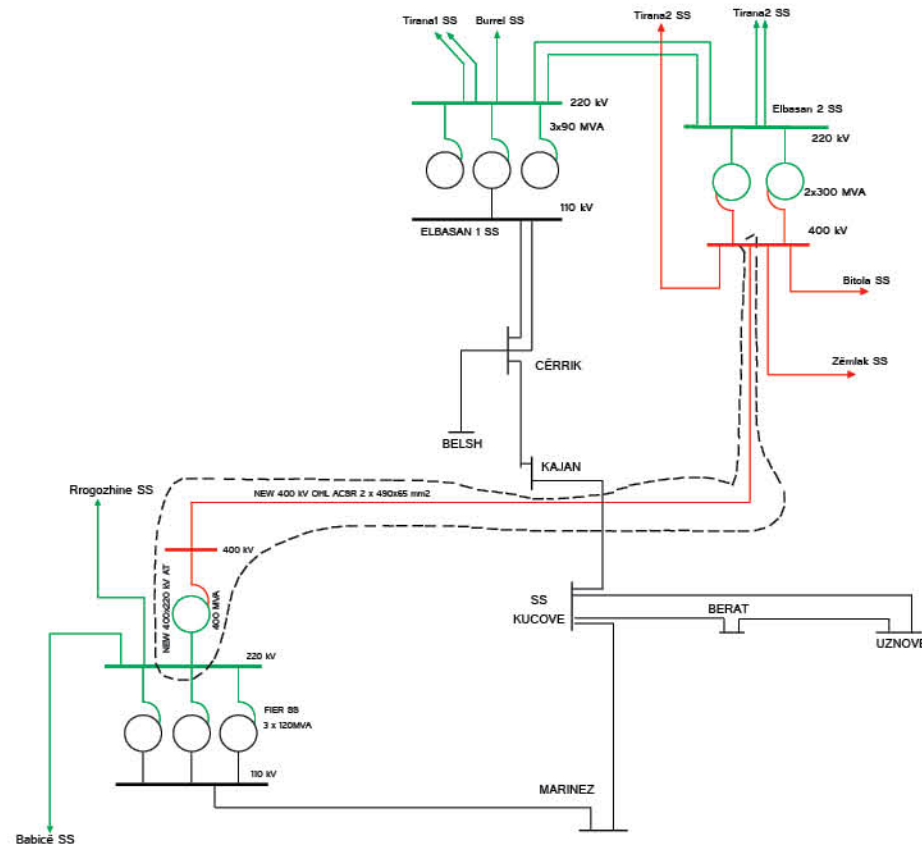 Tirana1 SS
Burrel SS
Tirana2 SS
Tirana2 SS
220 kV
3x90 MVA
Elbasan 2 SS
220 kV
2x300 MVA
110 kV
ELBASAN 1 SS
400 kV
Bitola SS
CËRRIK
Zëmlak SS
BELSH
KAJAN
Rrogozhine SS
NEW 400 kV OHL ACSR 2 x 490x65 mm2
400 kV
NEW 400x220 kV AT
400 MVA
SS
KUCOVE
BERAT
UZNOVE
220 kV
FIER SS
3 x 120MVA
110 kV
MARINEZ
Babicë SS